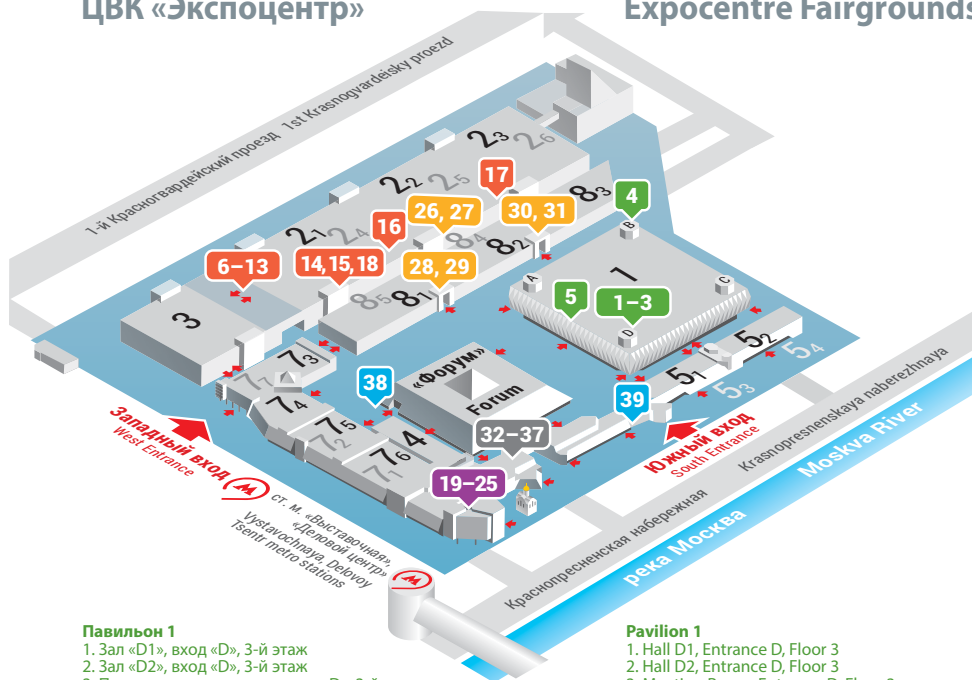 ЦВК «Экспоцентр»
Expocentre Fairgrounds
1-й Красногвардейский проезд 1st Krasnogvardeisky proezd
2₃
2₆
2₂
2₅
17
8₃
4
B
2₁
2₄
16
26, 27
30, 31
8₄
8₂
6–13
14, 15, 18
28, 29
A
1
C
5
1–3
D
8₅
8₁
3
7₃
7₇
38
«Форум»
Forum
5₂
5₄
5₁
5₃
39
7₄
7₅
7₂
7₆
7₁
32–37
19–25
Западный вход
West Entrance
Южный вход
South Entrance
ст. м. «Выставочная»,
«Деловой центр»
Vystavochnaya, Delovoy
Tsentr metro stations
Краснопресненская набережная
Krasnopresnenskaya naberezhnaya
река Москва
Moskva River
Павильон 1
1. Зал «D1», вход «D», 3-й этаж
2. Зал «D2», вход «D», 3-й этаж
Pavilion 1
1. Hall D1, Entrance D, Floor 3
2. Hall D2, Entrance D, Floor 3